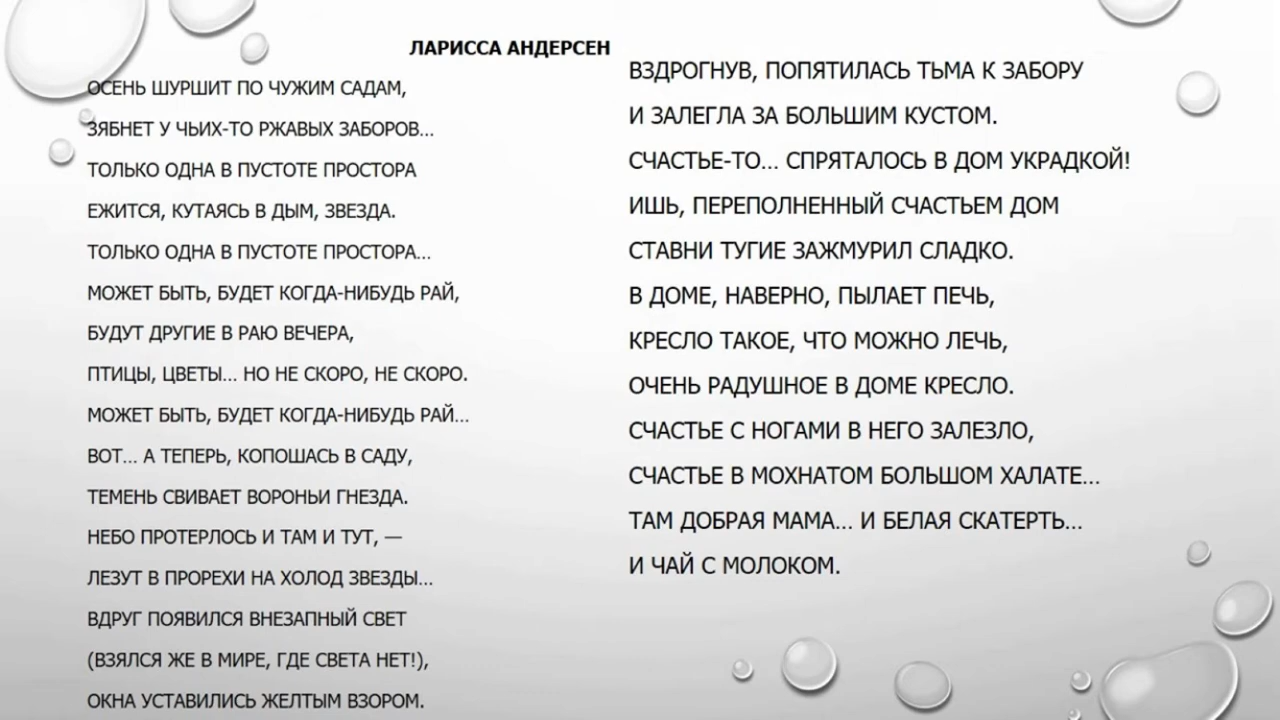 ЛАРИССА АНДЕРСЕН
ОСЕНЬ ШУРШИТ ПО ЧУЖИМ САДАМ,
ЗЯБНЕТ У ЧЬИХ-ТО РЖАВЫХ ЗАБОРОВ...
ТОЛЬКО ОДНА В ПУСТОТЕ ПРОСТОРА
ЕЖИТСЯ, КУТАЯСЬ В ДЫМ, ЗВЕЗДА.
ТОЛЬКО ОДНА В ПУСТОТЕ ПРОСТОРА...
МОЖЕТ БЫТЬ, БУДЕТ КОГДА-НИБУДЬ РАЙ,
БУДУТ ДРУГИЕ В РАЮ ВЕЧЕРА,
ПТИЦЫ, ЦВЕТЫ... НО НЕ СКОРО, НЕ СКОРО.
МОЖЕТ БЫТЬ, БУДЕТ КОГДА-НИБУДЬ РАЙ...
ВОТ... А ТЕПЕРЬ, КОПОШАСЬ В САДУ,
ТЕМЕНЬ СВИВАЕТ ВОРОНЬИ ГНЕЗДА.
НЕБО ПРОТЕРЛОСЬ И ТАМ И ТУТ, —
ЛЕЗУТ В ПРОРЕХИ НА ХОЛОД ЗВЕЗДЫ...
ВДРУГ ПОЯВИЛСЯ ВНЕЗАПНЫЙ СВЕТ
(ВЗЯЛСЯ ЖЕ В МИРЕ, ГДЕ СВЕТА НЕТ!),
ОКНА УСТАВИЛИСЬ ЖЕЛТЫМ ВЗОРОМ.
ВЗДРОГНУВ, ПОПЯТИЛАСЬ ТЬМА К ЗАБОРУ
И ЗАЛЕГЛА ЗА БОЛЬШИМ КУСТОМ.
СЧАСТЬЕ-ТО... СПРЯТАЛОСЬ В ДОМ УКРАДКОЙ!
ИШЬ, ПЕРЕПОЛНЕННЫЙ СЧАСТЬЕМ ДОМ
СТАВНИ ТУГИЕ ЗАЖМУРИЛ СЛАДКО.
В ДОМЕ, НАВЕРНО, ПЫЛАЕТ ПЕЧЬ,
КРЕСЛО ТАКОЕ, ЧТО МОЖНО ЛЕЧЬ,
ОЧЕНЬ РАДУШНОЕ В ДОМЕ КРЕСЛО.
СЧАСТЬЕ С НОГАМИ В НЕГО ЗАЛЕЗЛО,
СЧАСТЬЕ В МОХНАТОМ БОЛЬШОМ ХАЛАТЕ...
ТАМ ДОБРАЯ МАМА... И БЕЛАЯ СКАТЕРТЬ...
И ЧАЙ С МОЛОКОМ.